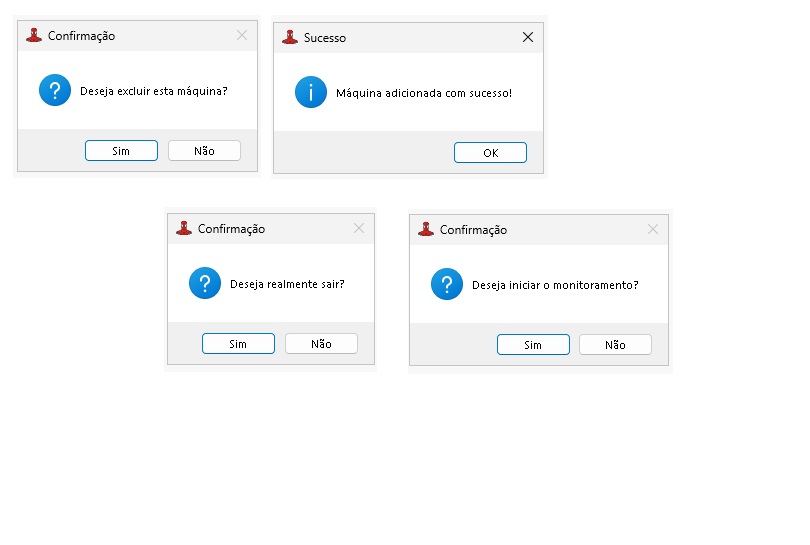 Confirmação
Deseja excluir esta máquina?
Sim
Não
Sucesso
Máquina adicionada com sucesso!
OK
Confirmação
Deseja realmente sair?
Sim
Não
Confirmação
Deseja iniciar o monitoramento?
Sim
Não